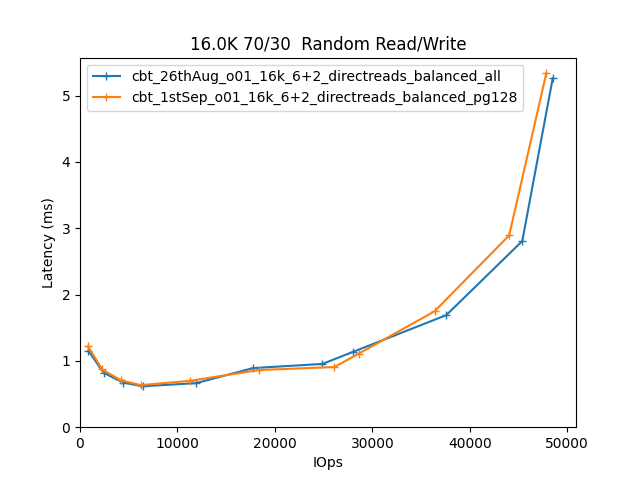 16.0K 70/30  Random Read/Write
cbt_26thAug_o01_16k_6+2_directreads_balanced_all
cbt_1stSep_o01_16k_6+2_directreads_balanced_pg128
Latency (ms)
5
4
3
2
1
0
0 10000 20000 30000 40000 50000
IOps